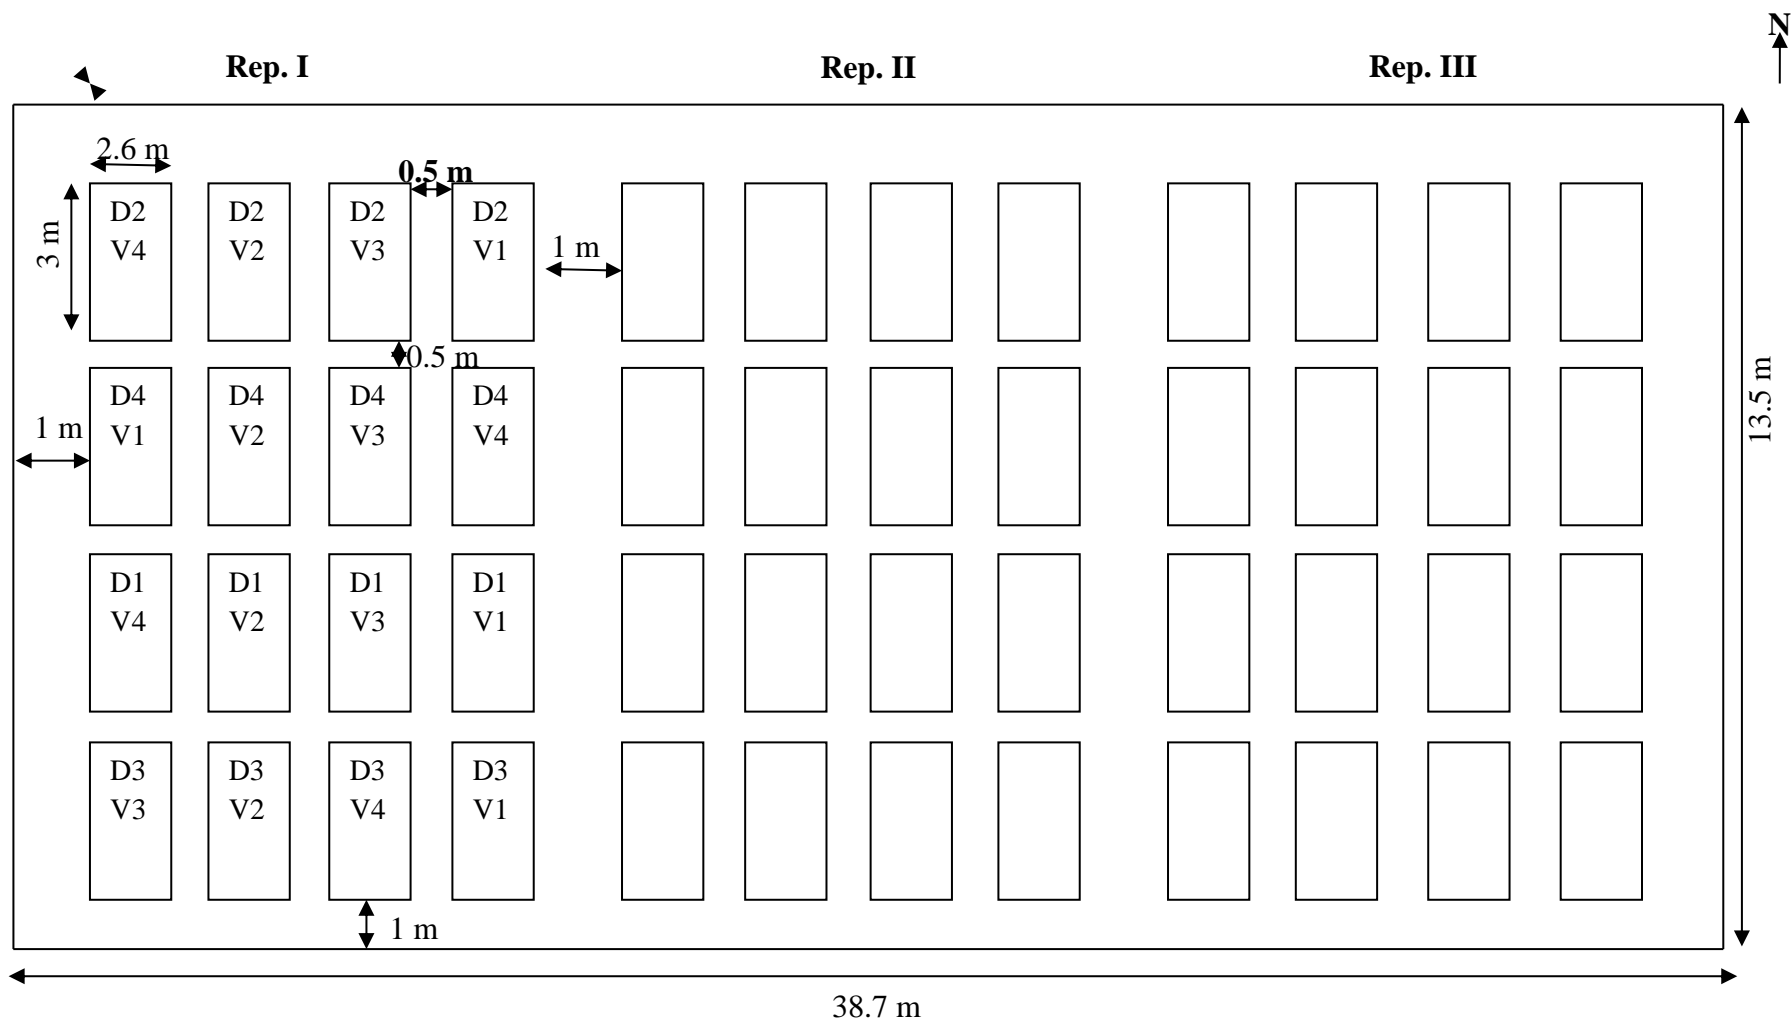 N
Rep. I
Rep. II
Rep. III
2.6 m
0.5 m
3 m
D2
V4
D2
V2
D2
V3
D2
V1
1 m
0.5 m
D4
V1
D4
V2
D4
V3
D4
V4
1 m
13.5 m
D1
V4
D1
V2
D1
V3
D1
V1
D3
V3
D3
V2
D3
V4
D3
V1
1 m
38.7 m